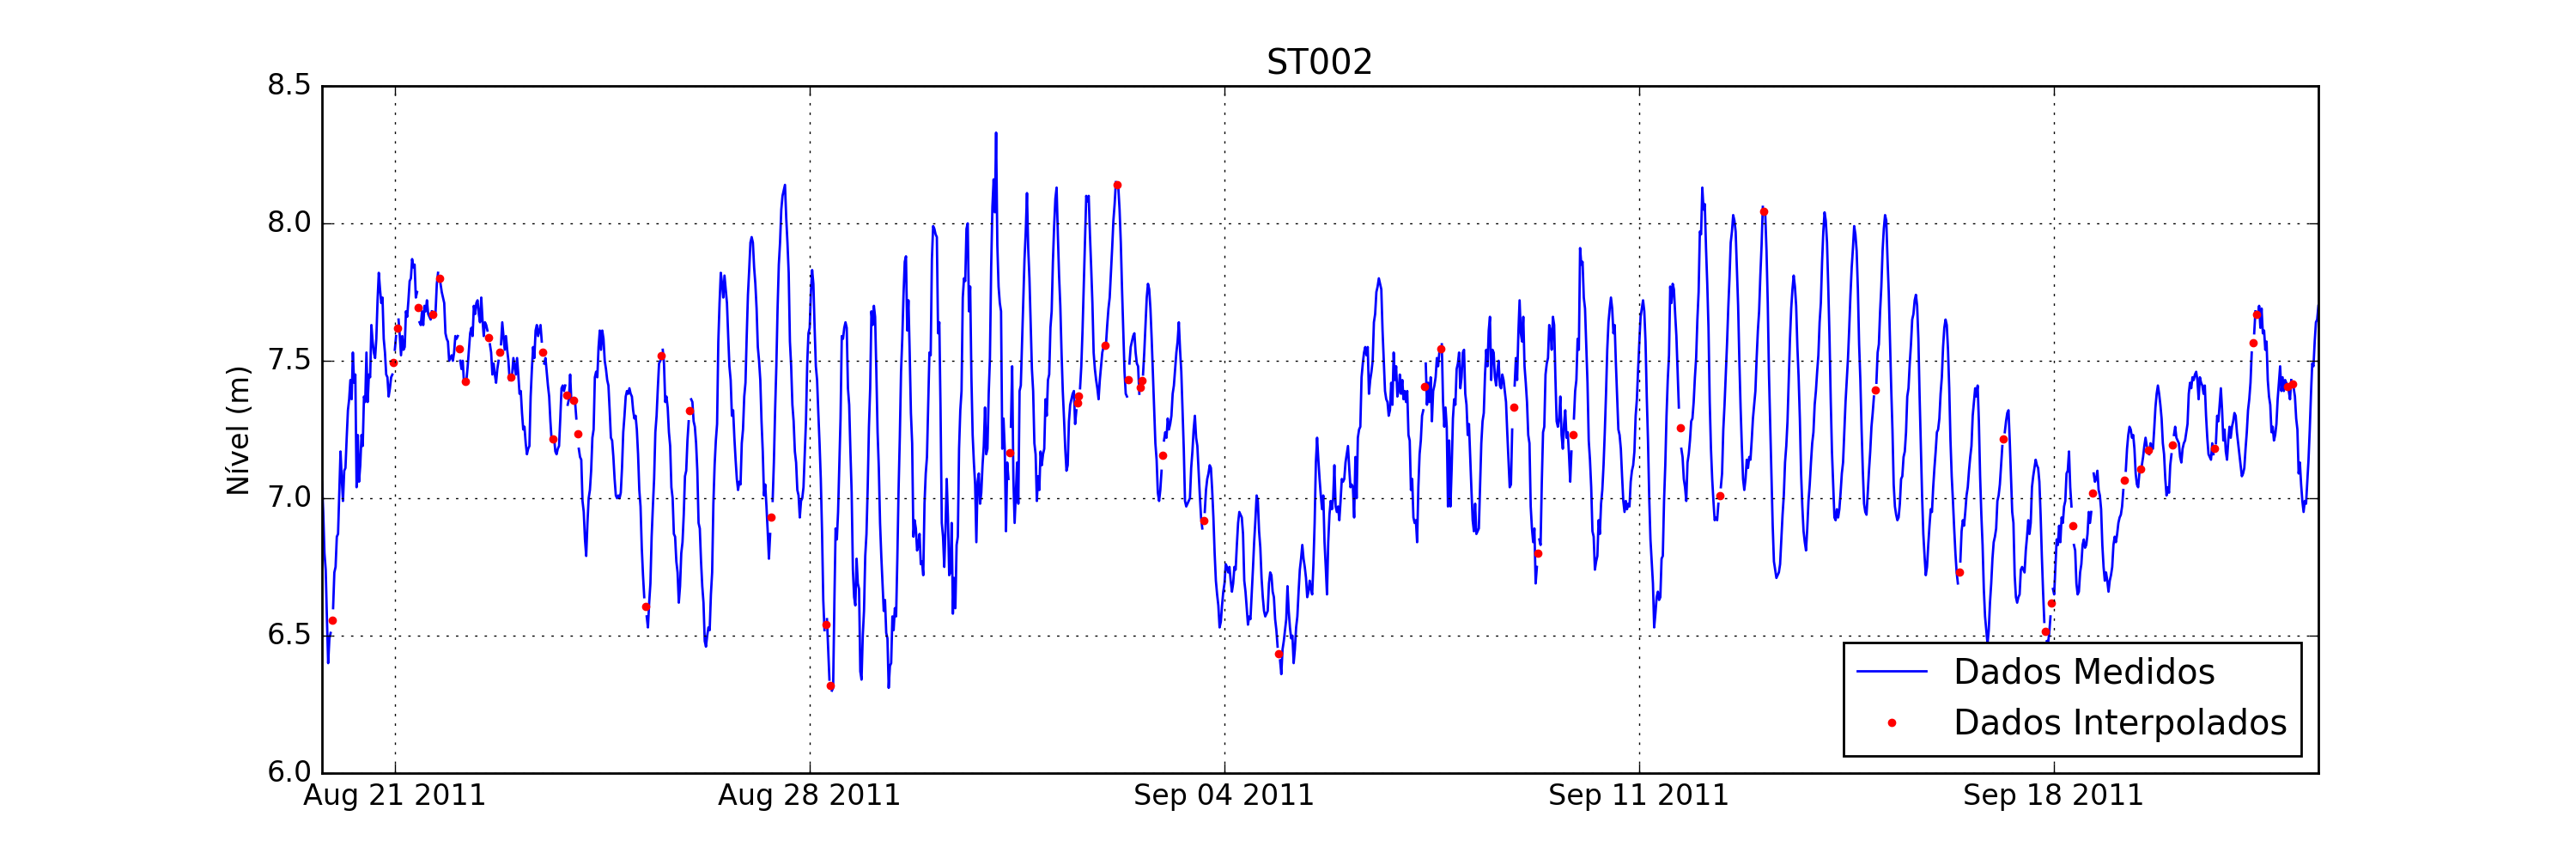 ST002
Nível (m)
8.5
8.0
7.5
7.0
6.5
6.0
Aug 21 2011
Aug 28 2011
Sep 04 2011
Sep 11 2011
Sep 18 2011
Dados Medidos
Dados Interpolados